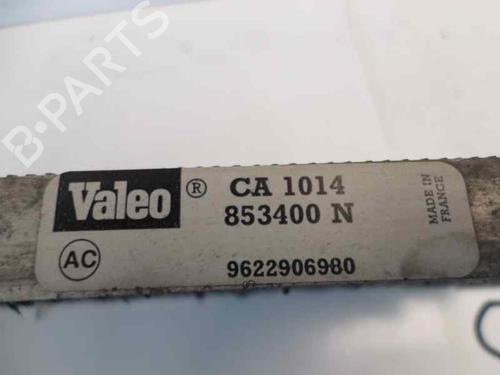 B-PARTS
Valeo ® CA 1014
853400 N
MADE IN
FRANCE
AC
9622906980